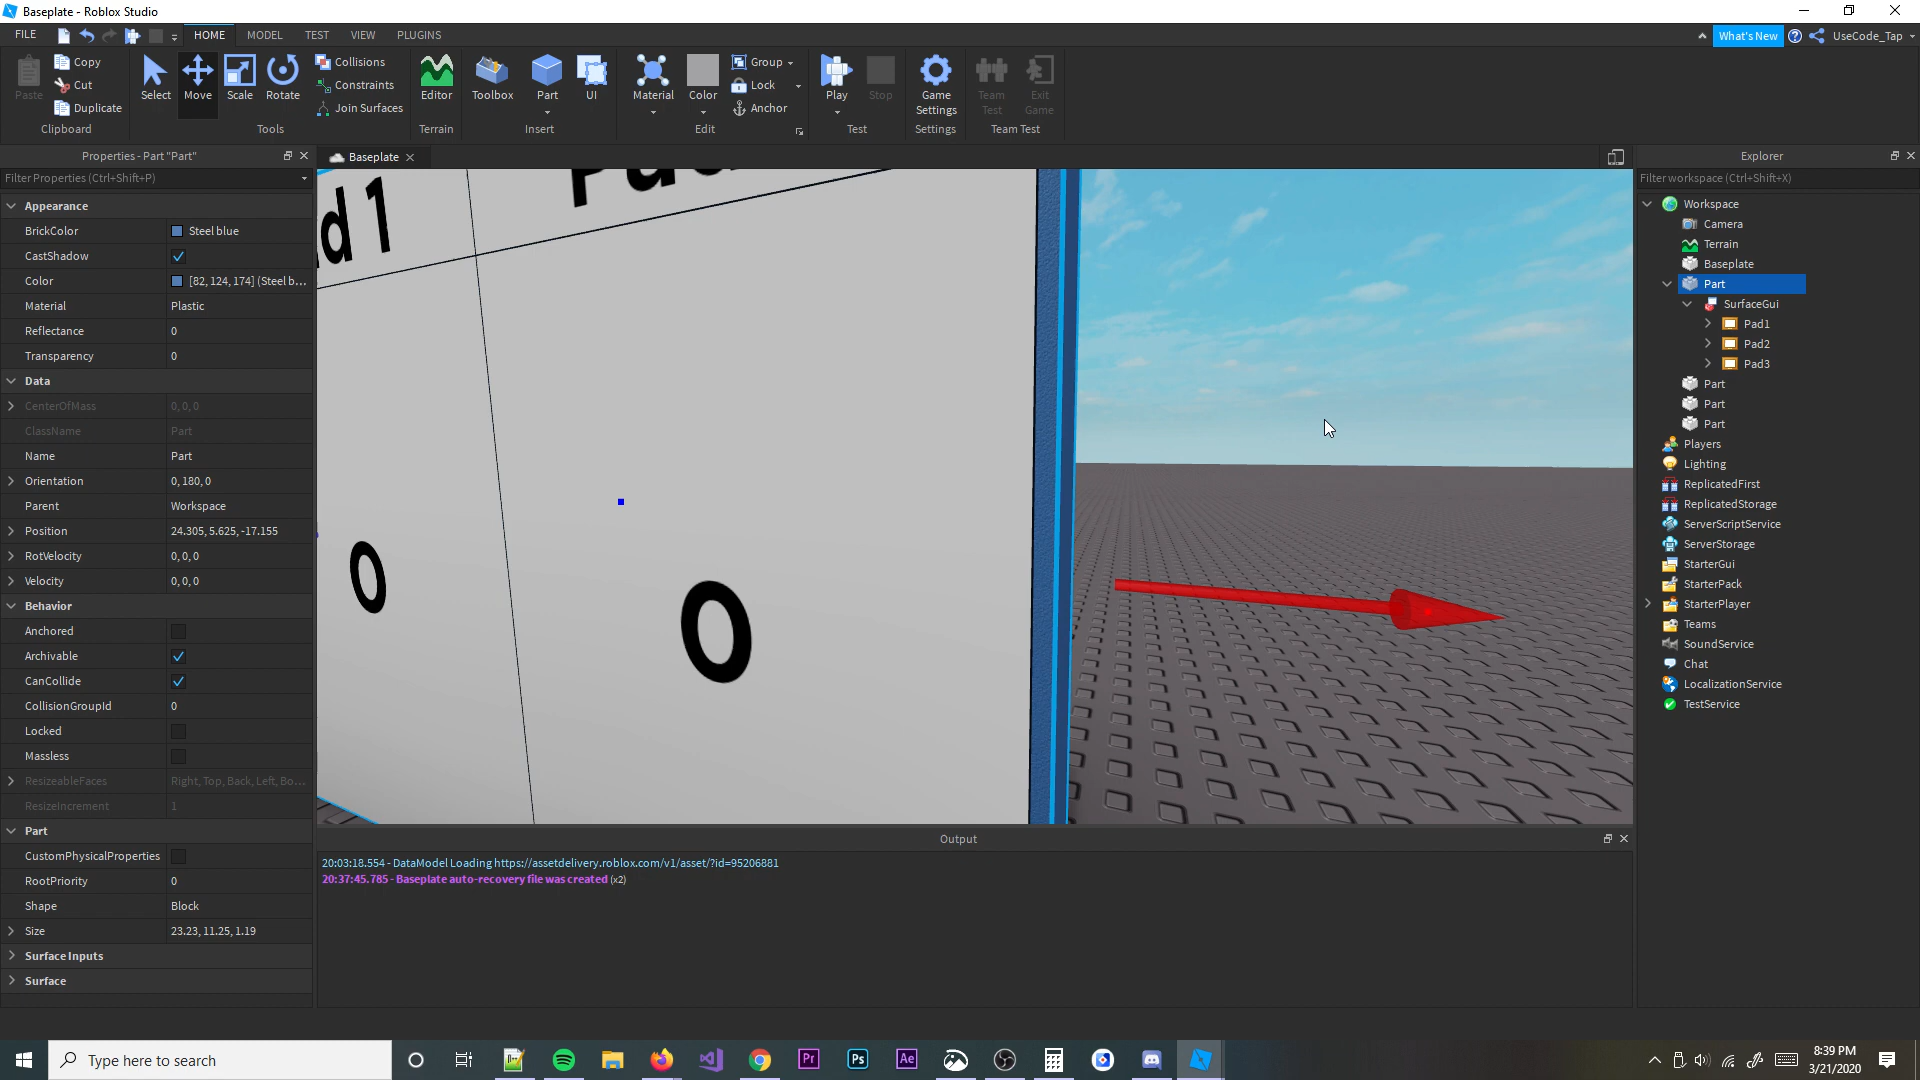 Baseplate - Roblox Studio
FILE HOME MODEL TEST VIEW PLUGINS What's New UseCode_Tap
Paste Copy Cut Duplicate Clipboard
Select Move Scale Rotate Collisions Constraints Join Surfaces Tools
Editor Terrain
Toolbox Part UI Insert
Material Color Group Lock Anchor Edit
Play Stop Test
Game Settings Settings
Team Test Exit Game Team Test
Properties - Part "Part"
Filter Properties (Ctrl+Shift+P)
Appearance
BrickColor Steel blue
CastShadow
Color [82, 124, 174] (Steel b...
Material Plastic
Reflectance 0
Transparency 0
Data
CenterOfMass 0, 0, 0
ClassName Part
Name Part
Orientation 0, 180, 0
Parent Workspace
Position 24.305, 5.625, -17.155
RotVelocity 0, 0, 0
Velocity 0, 0, 0
Behavior
Anchored
Archivable
CanCollide
CollisionGroupId 0
Locked
Massless
ResizeableFaces Right, Top, Back, Left, Bo...
ResizeIncrement 1
Part
CustomPhysicalProperties
RootPriority 0
Shape Block
Size 23.23, 11.25, 1.19
Surface Inputs
Surface
Baseplate
d 1
0
0
Output
20:03:18.554 - DataModel Loading https://assetdelivery.roblox.com/v1/asset/?id=95206881
20:37:45.785 - Baseplate auto-recovery file was created (x2)
Explorer
Filter workspace (Ctrl+Shift+X)
Workspace
Camera
Terrain
Baseplate
Part
SurfaceGui
Pad1
Pad2
Pad3
Part
Part
Part
Players
Lighting
ReplicatedFirst
ReplicatedStorage
ServerScriptService
ServerStorage
StarterGui
StarterPack
StarterPlayer
Teams
SoundService
Chat
LocalizationService
TestService
Type here to search
Pr Ps Ae
8:39 PM
3/21/2020